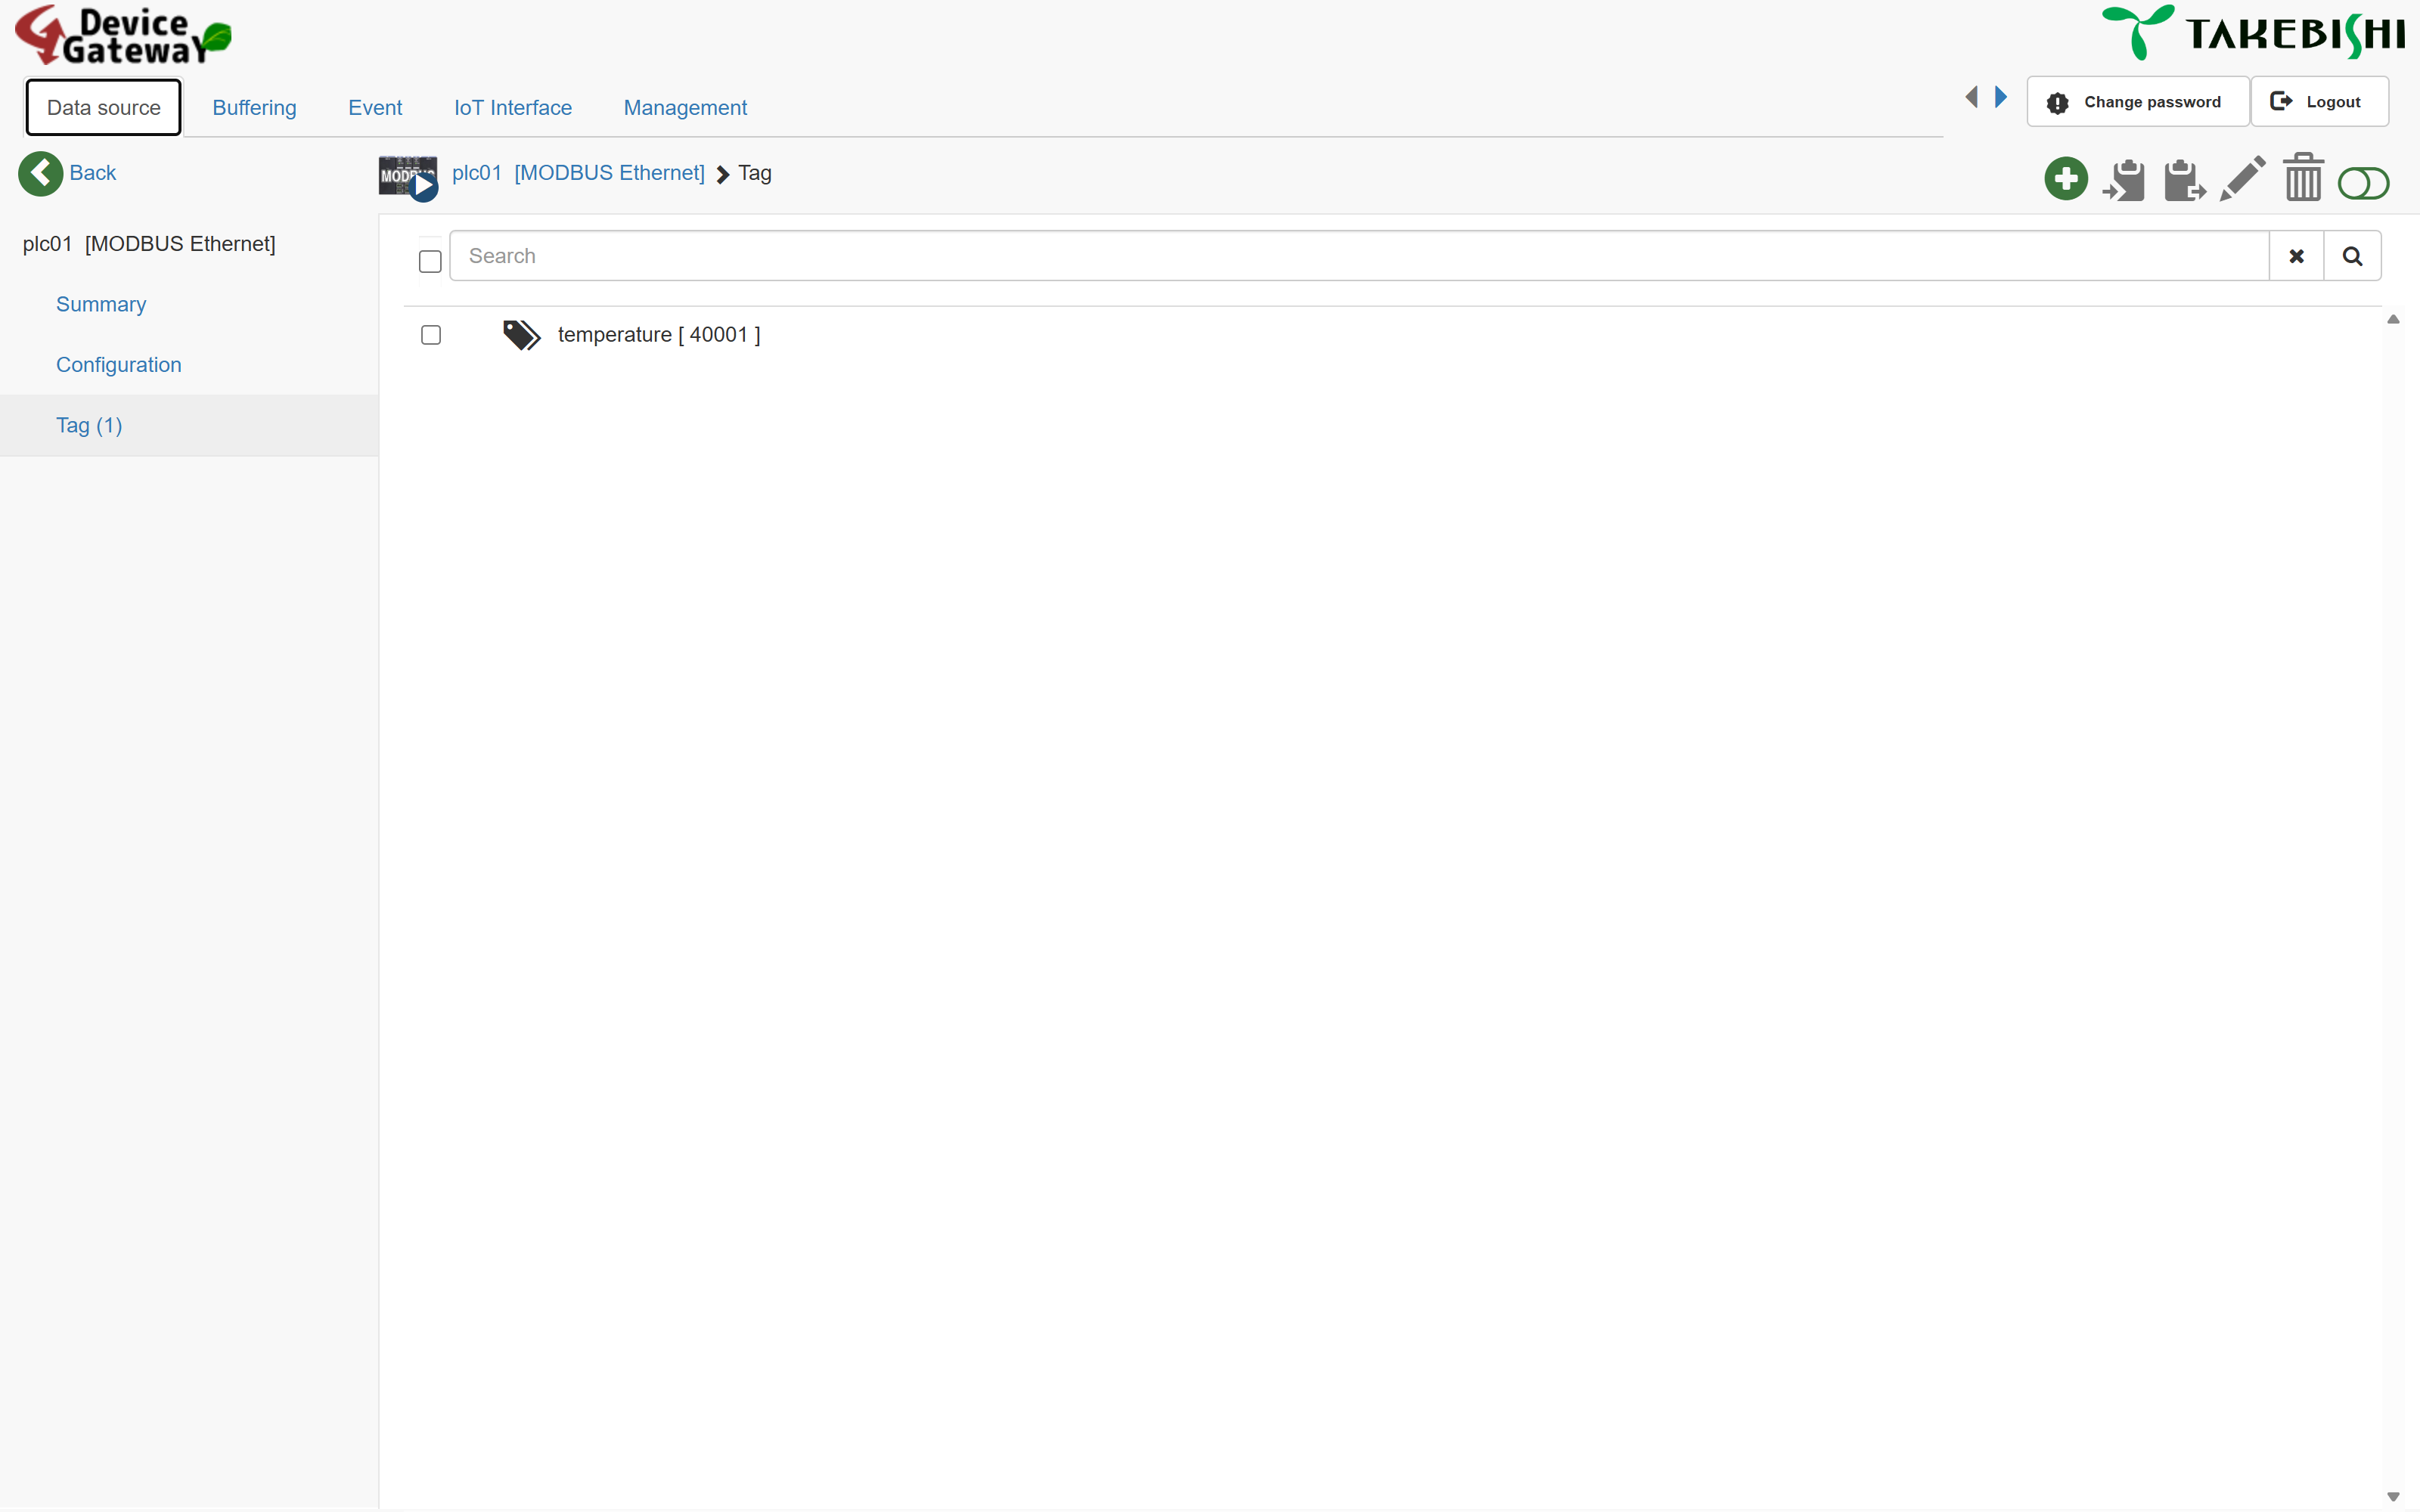 Device
Gateway
TAKEBISHI
Data source
Buffering
Event
IoT Interface
Management
Change password
Logout
Back
MODBUS
plc01 [MODBUS Ethernet]
Tag
plc01 [MODBUS Ethernet]
Summary
Configuration
Tag (1)
Search
temperature [ 40001 ]